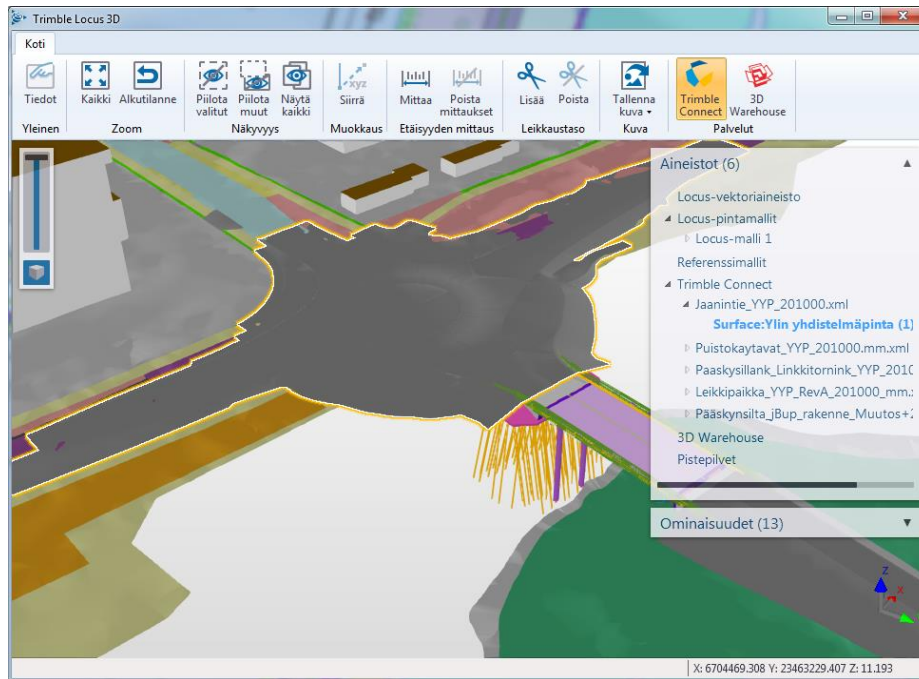 Trimble Locus 3D
Koti
Tiedot
Kaikki
Alkutilanne
Piilota valitut
Piilota muut
Näytä kaikki
Siirrä
Mittaa
Poista mittaukset
Lisää
Poista
Tallenna kuva
Trimble Connect
3D Warehouse
Yleinen
Zoom
Näkyvyys
Muokkaus
Etäisyyden mittaus
Leikkaustaso
Kuva
Palvelut
xyz
Aineistot (6)
Locus-vektoriaineisto
Locus-pintamallit
Locus-malli 1
Referenssimallit
Trimble Connect
Jaanintie_YYP_201000.xml
Surface:Ylin yhdistelmäpinta (1)
Puistokaytavat_YYP_201000.mm.xml
Paaskysillank_Linkkitornink_YYP_201(
Leikkipaikka_YYP_RevA_201000_mm.
Pääskynsilta_jBup_rakenne_Muutos+
3D Warehouse
Pistepilvet
Ominaisuudet (13)
Z
X
X: 6704469.308 Y: 23463229.407 Z: 11.193